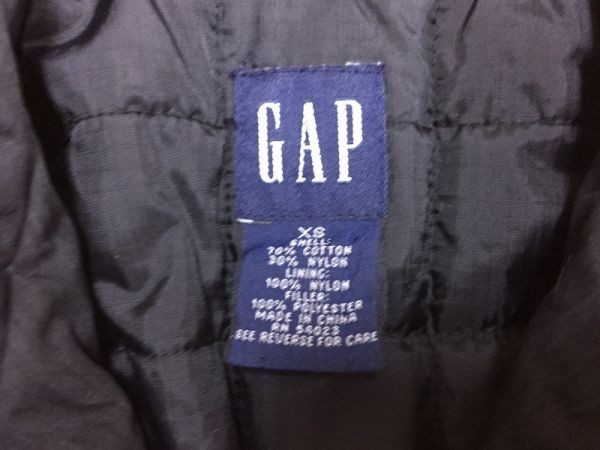 GAP
XS
SHELL:
70% COTTON
30% NYLON
LINING:
100% NYLON
FILLER:
100% POLYESTER
MADE IN CHINA
RN 54023
SEE REVERSE FOR CARE